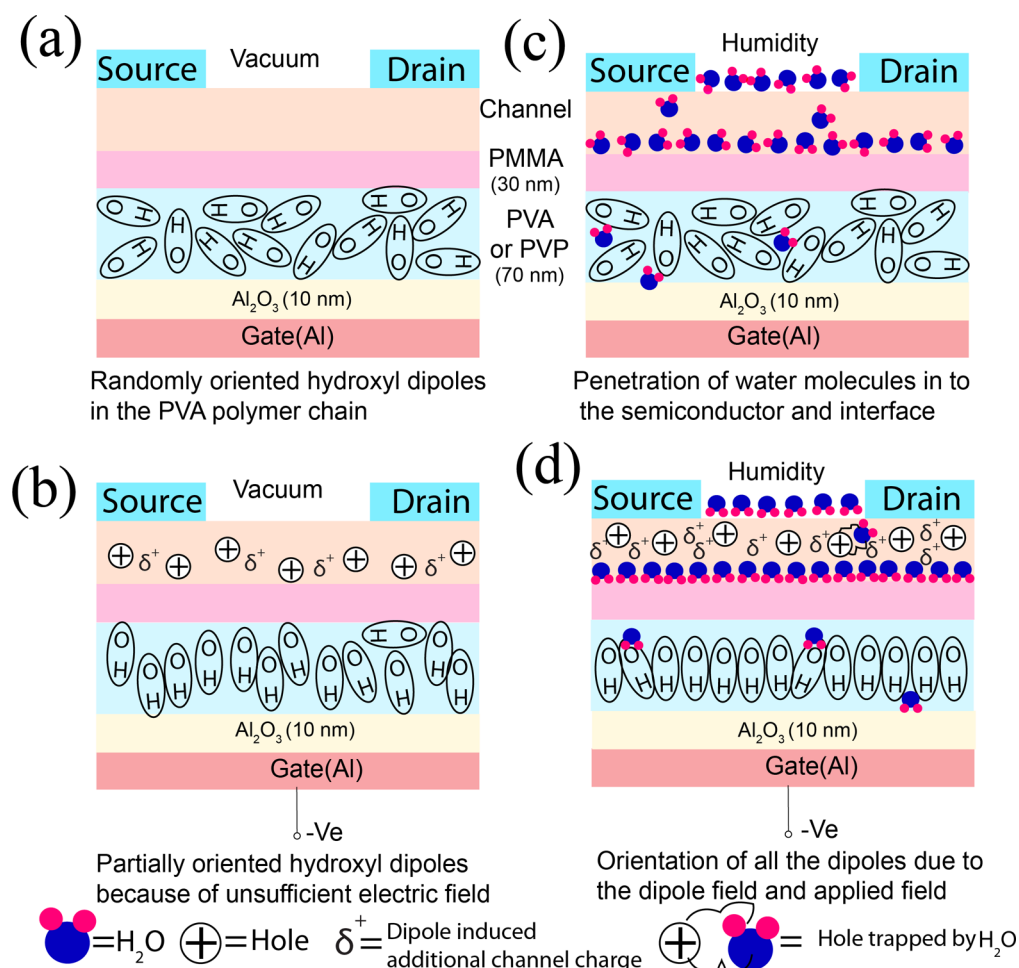 (a)
Vacuum
Source
Drain
Al₂O₃ (10 nm)
Gate(Al)
Randomly oriented hydroxyl dipoles
in the PVA polymer chain
Channel
PMMA
(30 nm)
PVA
or PVP
(70 nm)
(c)
Humidity
Source
Drain
Al₂O₃ (10 nm)
Gate(Al)
Penetration of water molecules in to
the semiconductor and interface
(b)
Vacuum
Source
Drain
δ⁺ δ⁺ δ⁺ δ⁺
Al₂O₃ (10 nm)
Gate(Al)
-Ve
Partially oriented hydroxyl dipoles
because of unsufficient electric field
(d)
Humidity
Source
Drain
δ⁺ δ⁺ δ⁺ δ⁺ δ⁺ δ⁺ δ⁺
Al₂O₃ (10 nm)
Gate(Al)
-Ve
Orientation of all the dipoles due to
the dipole field and applied field
=H₂O
=Hole
δ⁺= Dipole induced
additional channel charge
= Hole trapped by H₂O